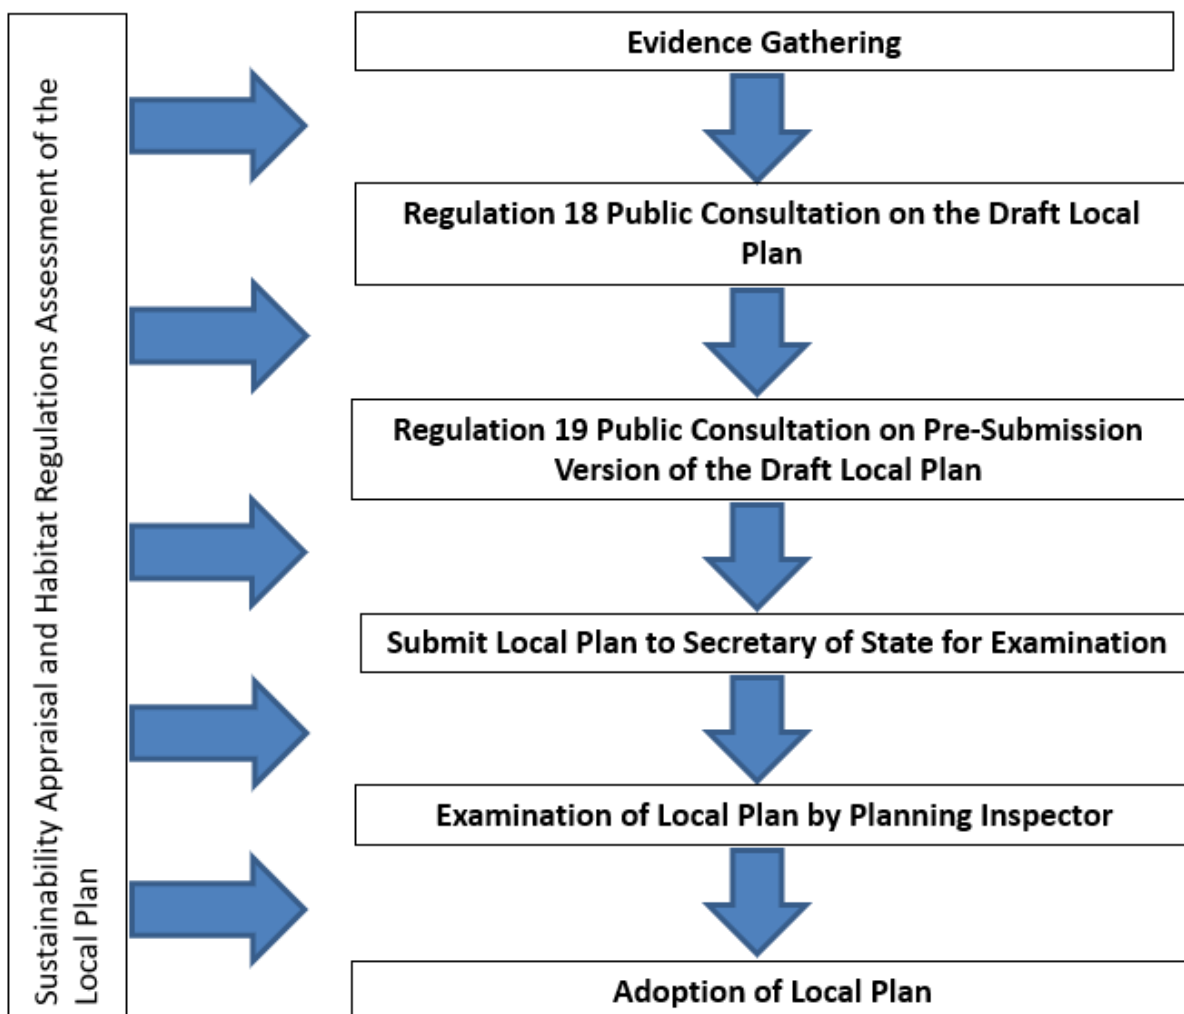 Sustainability Appraisal and Habitat Regulations Assessment of the
Local Plan
Evidence Gathering
Regulation 18 Public Consultation on the Draft Local
Plan
Regulation 19 Public Consultation on Pre-Submission
Version of the Draft Local Plan
Submit Local Plan to Secretary of State for Examination
Examination of Local Plan by Planning Inspector
Adoption of Local Plan